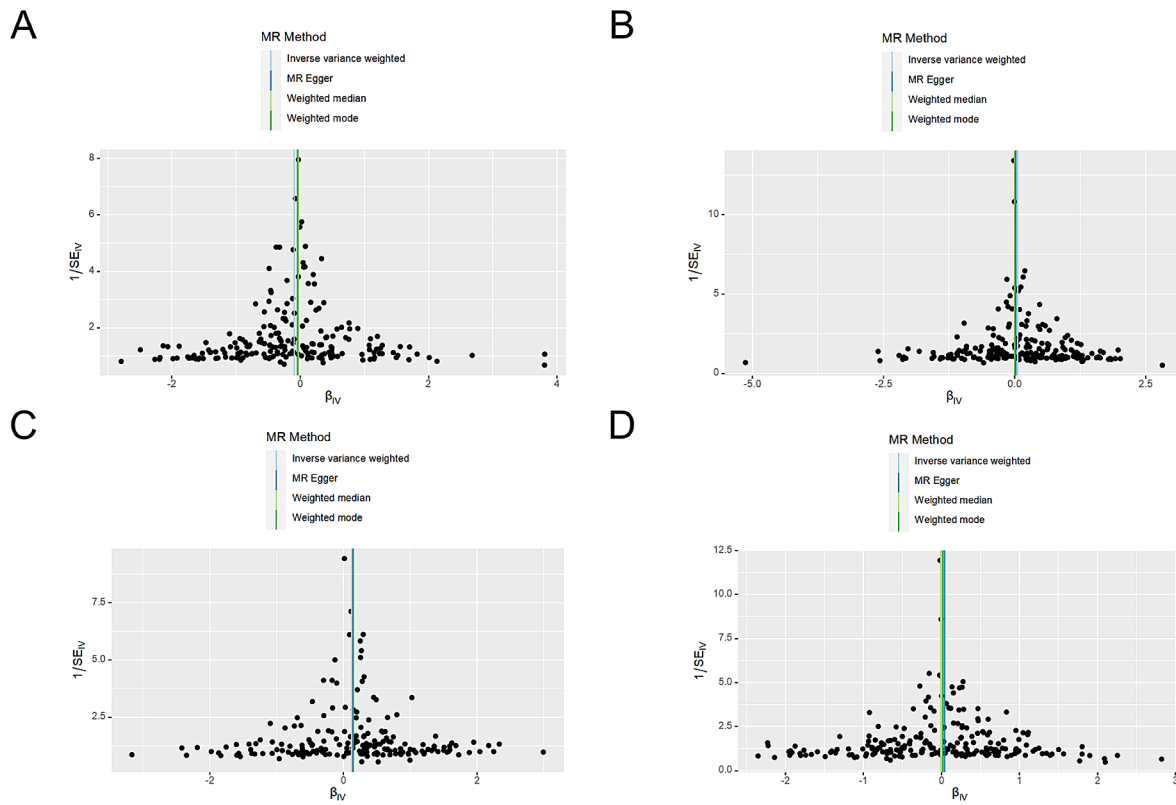 A
MR Method
Inverse variance weighted
MR Egger
Weighted median
Weighted mode
8
6
4
2
1/SE_IV
-2
0
2
4
β_IV
B
MR Method
Inverse variance weighted
MR Egger
Weighted median
Weighted mode
10
5
0
1/SE_IV
-5.0
-2.5
0.0
2.5
β_IV
C
MR Method
Inverse variance weighted
MR Egger
Weighted median
Weighted mode
7.5
5.0
2.5
1/SE_IV
-2
0
2
β_IV
D
MR Method
Inverse variance weighted
MR Egger
Weighted median
Weighted mode
12.5
10.0
7.5
5.0
2.5
0.0
1/SE_IV
-2
-1
0
1
2
3
β_IV